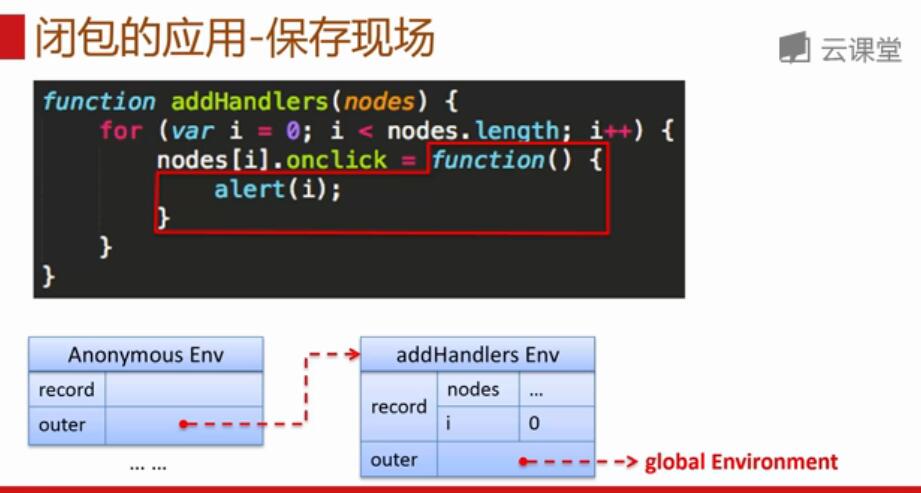 闭包的应用-保存现场
云课堂
function addHandlers(nodes) {
for (var i = 0; i < nodes.length; i++) {
nodes[i].onclick = function() {
alert(i);
}
}
}
Anonymous Env
record
outer
... ...
addHandlers Env
record
nodes
...
i
0
outer
global Environment